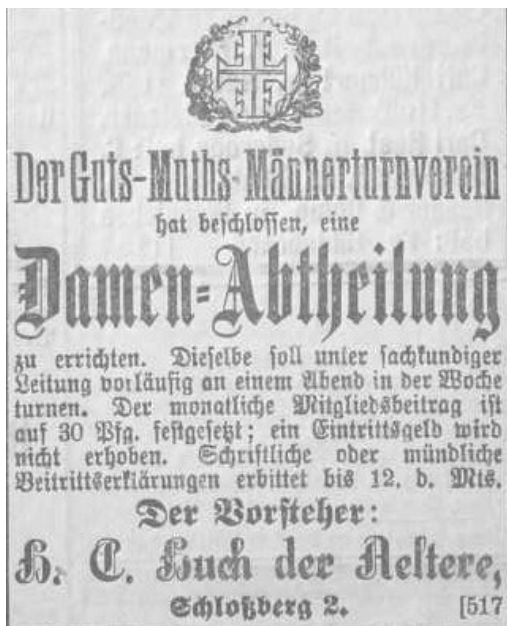 Der Guts-Muths-Männerturnverein
hat beschlossen, eine
Damen-Abtheilung
zu errichten. Dieselbe soll unter sachkundiger
Leitung vorläufig an einem Abend in der Woche
turnen. Der monatliche Mitgliedsbeitrag ist
auf 30 Pfg. festgesetzt; ein Eintrittsgeld wird
nicht erhoben. Schriftliche oder mündliche
Beitrittserklärungen erbittet bis 12. d. Mts.
Der Vorsteher:
H. C. Huch der Aeltere,
Schloßberg 2. [517